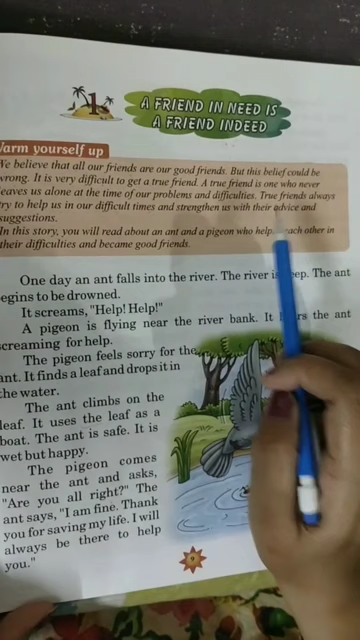 1
A FRIEND IN NEED IS
A FRIEND INDEED
Warm yourself up
We believe that all our friends are our good friends. But this belief could be
wrong. It is very difficult to get a true friend. A true friend is one who never
leaves us alone at the time of our problems and difficulties. True friends always
try to help us in our difficult times and strengthen us with their advice and
suggestions.
In this story, you will read about an ant and a pigeon who help each other in
their difficulties and became good friends.
One day an ant falls into the river. The river is deep. The ant
begins to be drowned.
It screams, "Help! Help!"
A pigeon is flying near the river bank. It hears the ant
screaming for help.
The pigeon feels sorry for the
ant. It finds a leaf and drops it in
the water.
The ant climbs on the
leaf. It uses the leaf as a
boat. The ant is safe. It is
wet but happy.
The pigeon comes
near the ant and asks,
"Are you all right?" The
ant says, "I am fine. Thank
you for saving my life. I will
always be there to help
you."